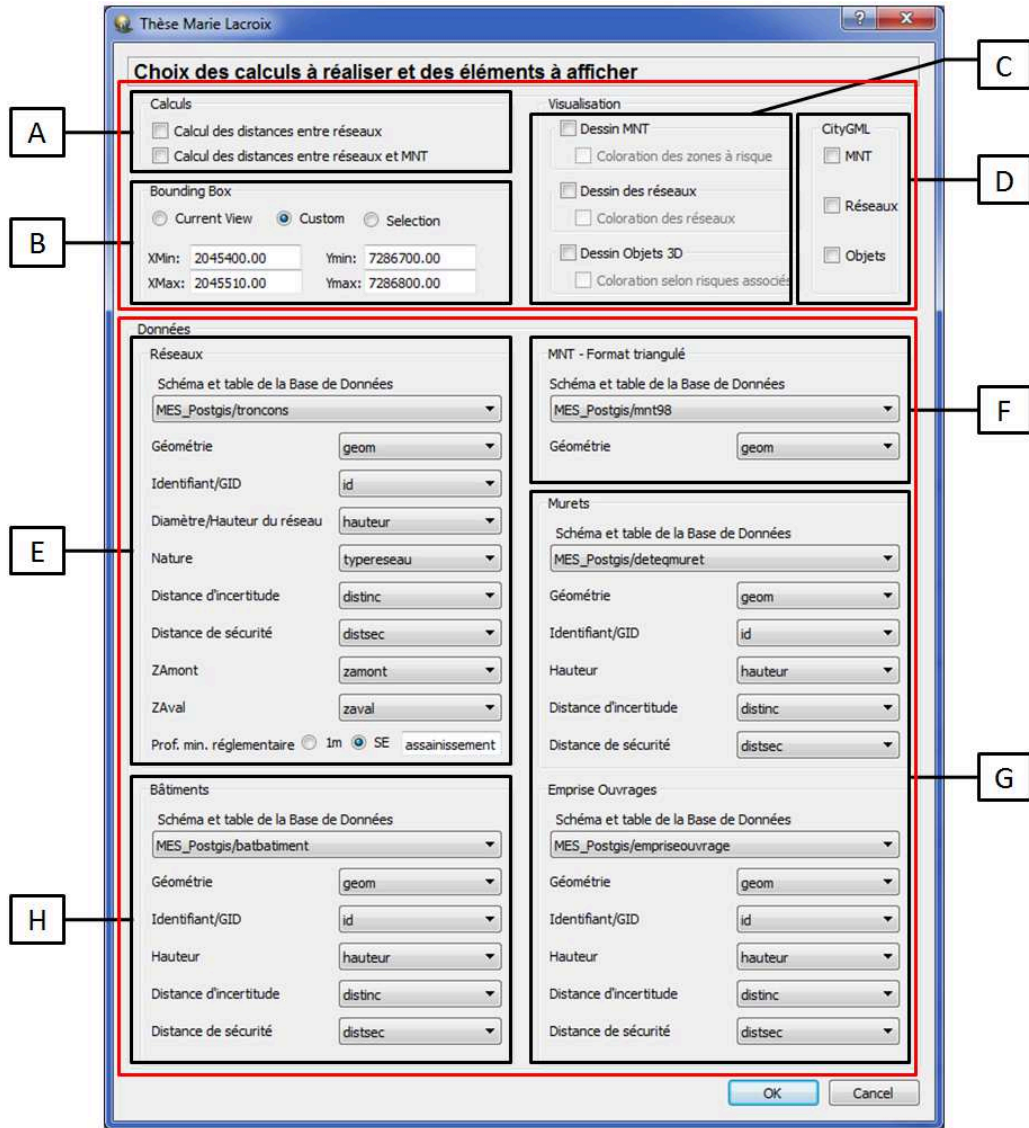 Thèse Marie Lacroix
Choix des calculs à réaliser et des éléments à afficher
A
B
C
D
E
F
G
H
Calculs
Calcul des distances entre réseaux
Calcul des distances entre réseaux et MNT
Bounding Box
Current View Custom Selection
XMin: 2045400.00 Ymin: 7286700.00
XMax: 2045510.00 Ymax: 7286800.00
Visualisation
Dessin MNT
Coloration des zones à risque
Dessin des réseaux
Coloration des réseaux
Dessin Objets 3D
Coloration selon risques associés
CityGML
MNT
Réseaux
Objets
Données
Réseaux
Schéma et table de la Base de Données
MES_Postgis/troncons
Géométrie geom
Identifiant/GID id
Diamètre/Hauteur du réseau hauteur
Nature typereseau
Distance d'incertitude distinc
Distance de sécurité distsec
ZAmont zamont
ZAval zaval
Prof. min. réglementaire 1m SE assainissement
MNT - Format triangulé
Schéma et table de la Base de Données
MES_Postgis/mnt98
Géométrie geom
Murets
Schéma et table de la Base de Données
MES_Postgis/deteqmuret
Géométrie geom
Identifiant/GID id
Hauteur hauteur
Distance d'incertitude distinc
Distance de sécurité distsec
Bâtiments
Schéma et table de la Base de Données
MES_Postgis/batbatiment
Géométrie geom
Identifiant/GID id
Hauteur hauteur
Distance d'incertitude distinc
Distance de sécurité distsec
Emprise Ouvrages
Schéma et table de la Base de Données
MES_Postgis/empriseouvrage
Géométrie geom
Identifiant/GID id
Hauteur hauteur
Distance d'incertitude distinc
Distance de sécurité distsec
OK Cancel